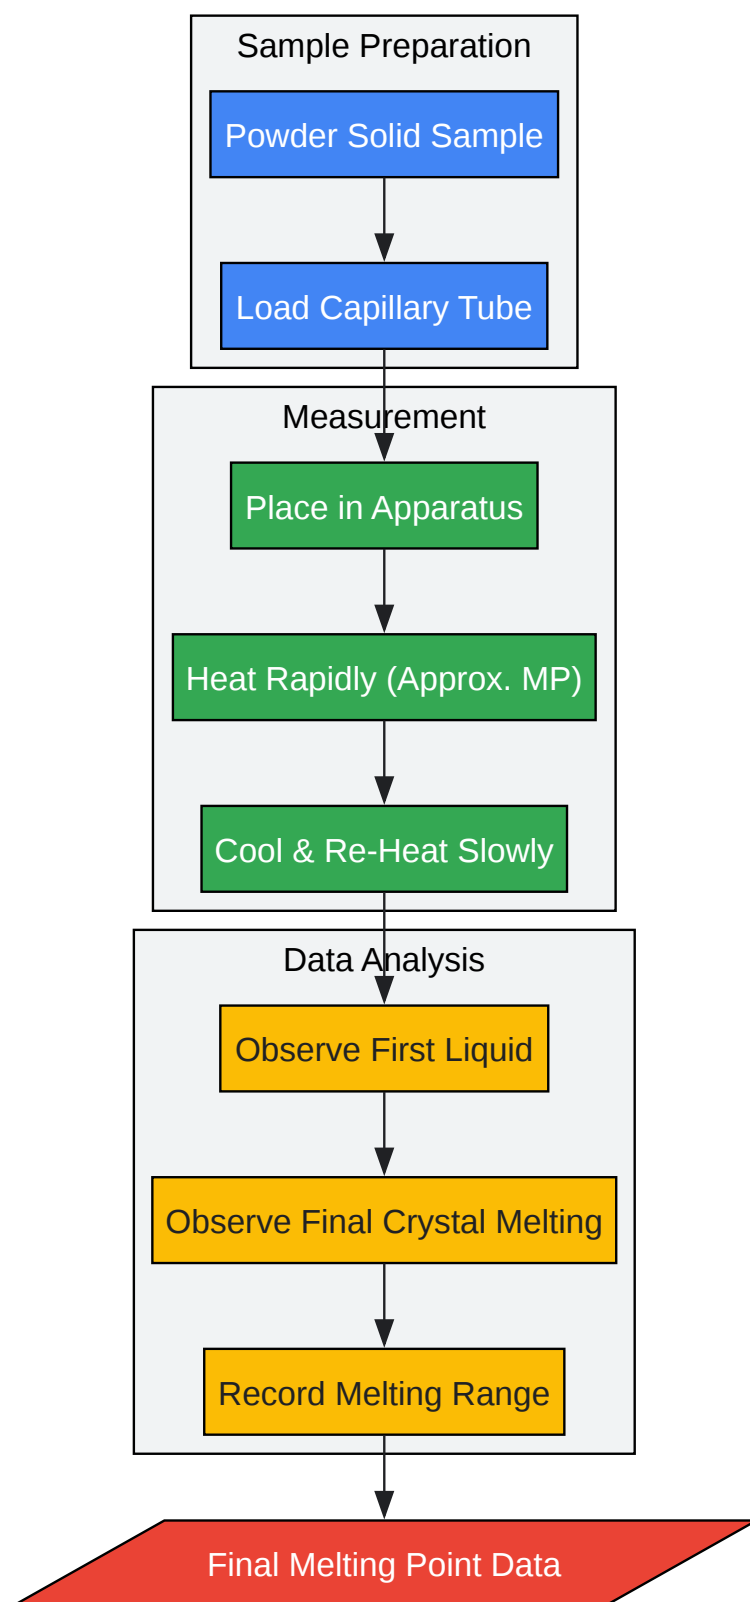 Sample Preparation
Powder Solid Sample
Load Capillary Tube
Measurement
Place in Apparatus
Heat Rapidly (Approx. MP)
Cool & Re-Heat Slowly
Data Analysis
Observe First Liquid
Observe Final Crystal Melting
Record Melting Range
Final Melting Point Data